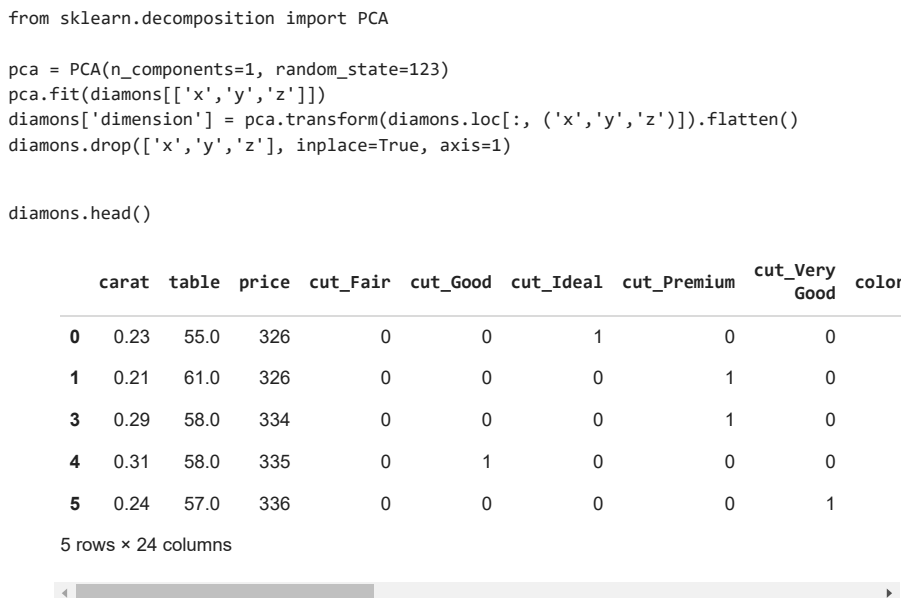 from sklearn.decomposition import PCA
pca = PCA(n_components=1, random_state=123)
pca.fit(diamons[['x','y','z']])
diamons['dimension'] = pca.transform(diamons.loc[:, ('x','y','z')]).flatten()
diamons.drop(['x','y','z'], inplace=True, axis=1)
diamons.head()
carat table price cut_Fair cut_Good cut_Ideal cut_Premium cut_Very Good color
0 0.23 55.0 326 0 0 1 0 0
1 0.21 61.0 326 0 0 0 1 0
3 0.29 58.0 334 0 0 0 1 0
4 0.31 58.0 335 0 1 0 0 0
5 0.24 57.0 336 0 0 0 0 1
5 rows × 24 columns